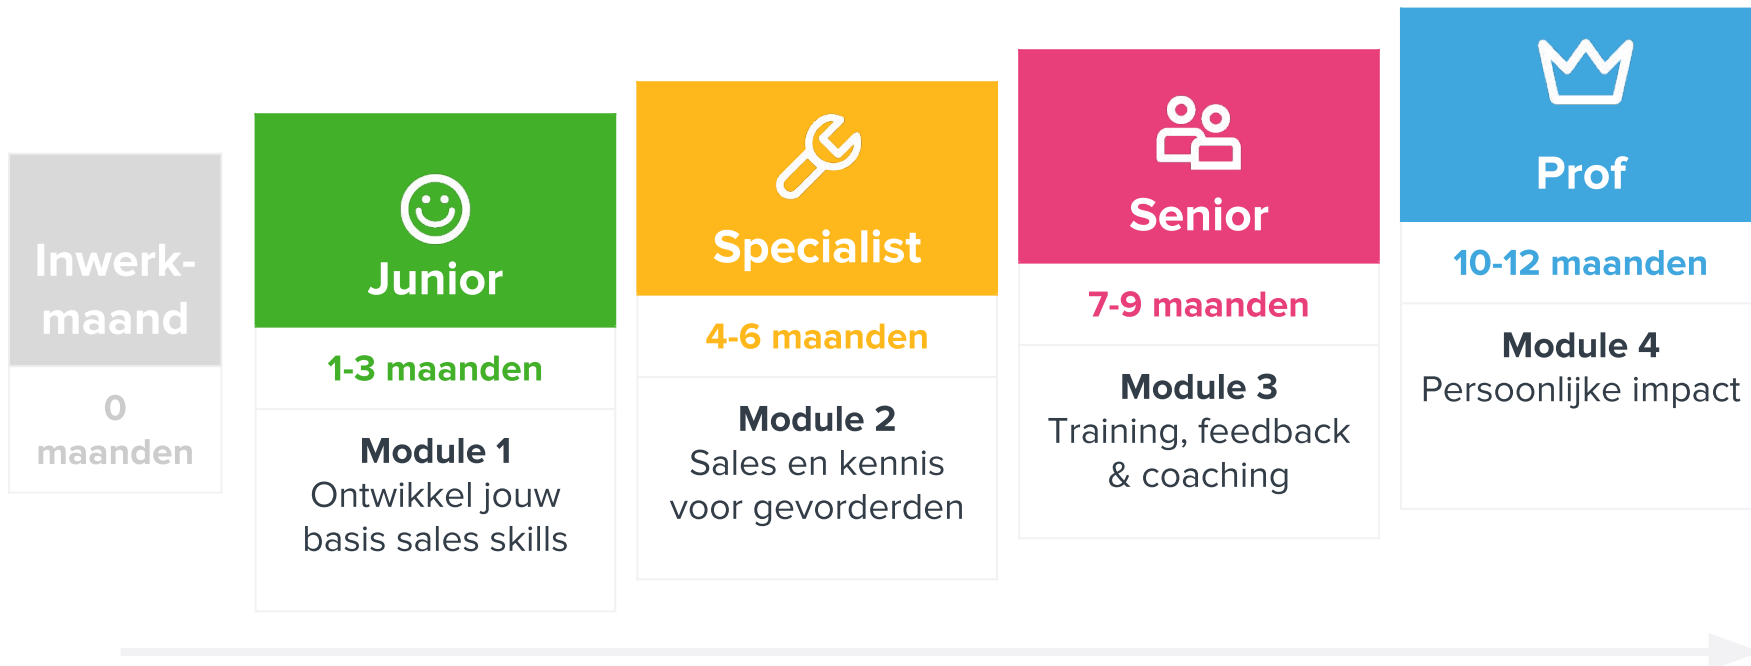 Inwerk-
maand
0
maanden
Junior
1-3 maanden
Module 1
Ontwikkel jouw
basis sales skills
Specialist
4-6 maanden
Module 2
Sales en kennis
voor gevorderden
Senior
7-9 maanden
Module 3
Training, feedback
& coaching
Prof
10-12 maanden
Module 4
Persoonlijke impact